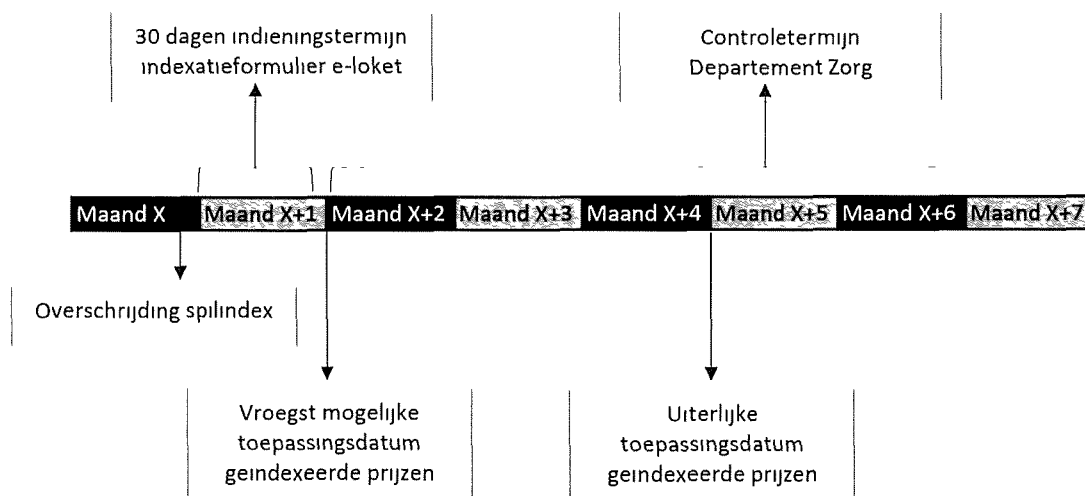 30 dagen indieningstermijn
indexatieformulier e-loket
Controletermijn
Departement Zorg
Maand X
Maand X+1
Maand X+2
Maand X+3
Maand X+4
Maand X+5
Maand X+6
Maand X+7
Overschrijding spilindex
Vroegst mogelijke
toepassingsdatum
geïndexeerde prijzen
Uiterlijke
toepassingsdatum
geïndexeerde prijzen